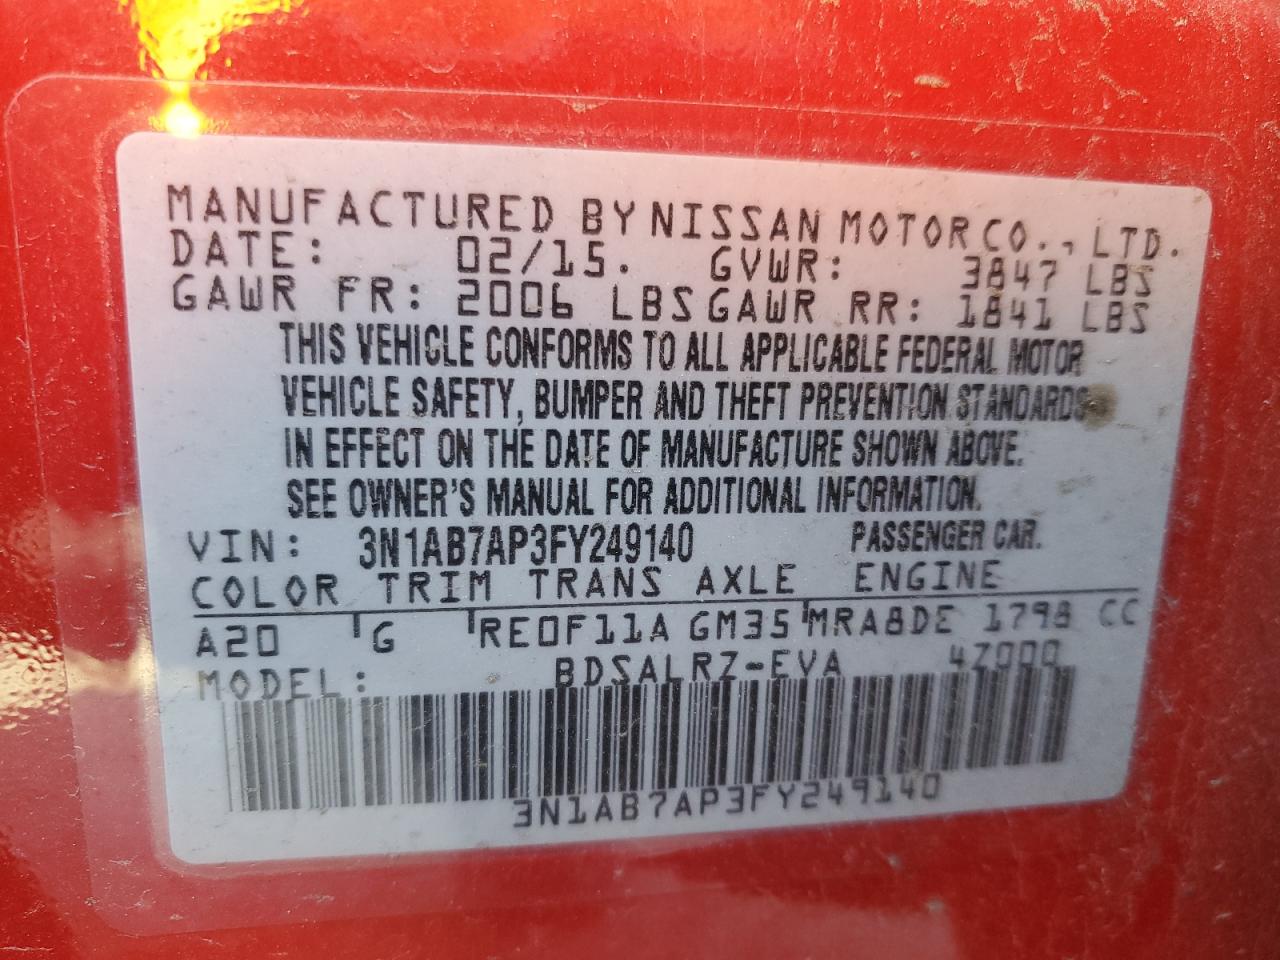 MANUFACTURED BY NISSAN MOTOR CO., LTD.
DATE: 02/15. GVWR: 3847 LBS
GAWR FR: 2006 LBS GAWR RR: 1841 LBS
THIS VEHICLE CONFORMS TO ALL APPLICABLE FEDERAL MOTOR
VEHICLE SAFETY, BUMPER AND THEFT PREVENTION STANDARDS
IN EFFECT ON THE DATE OF MANUFACTURE SHOWN ABOVE.
SEE OWNER'S MANUAL FOR ADDITIONAL INFORMATION.
VIN: 3N1AB7AP3FY249140 PASSENGER CAR.
COLOR TRIM TRANS AXLE ENGINE
A20 G RE0F11A GM35 MRA8DE 1798 CC
MODEL: BDSALRZ-EVA 4Z000
3N1AB7AP3FY249140